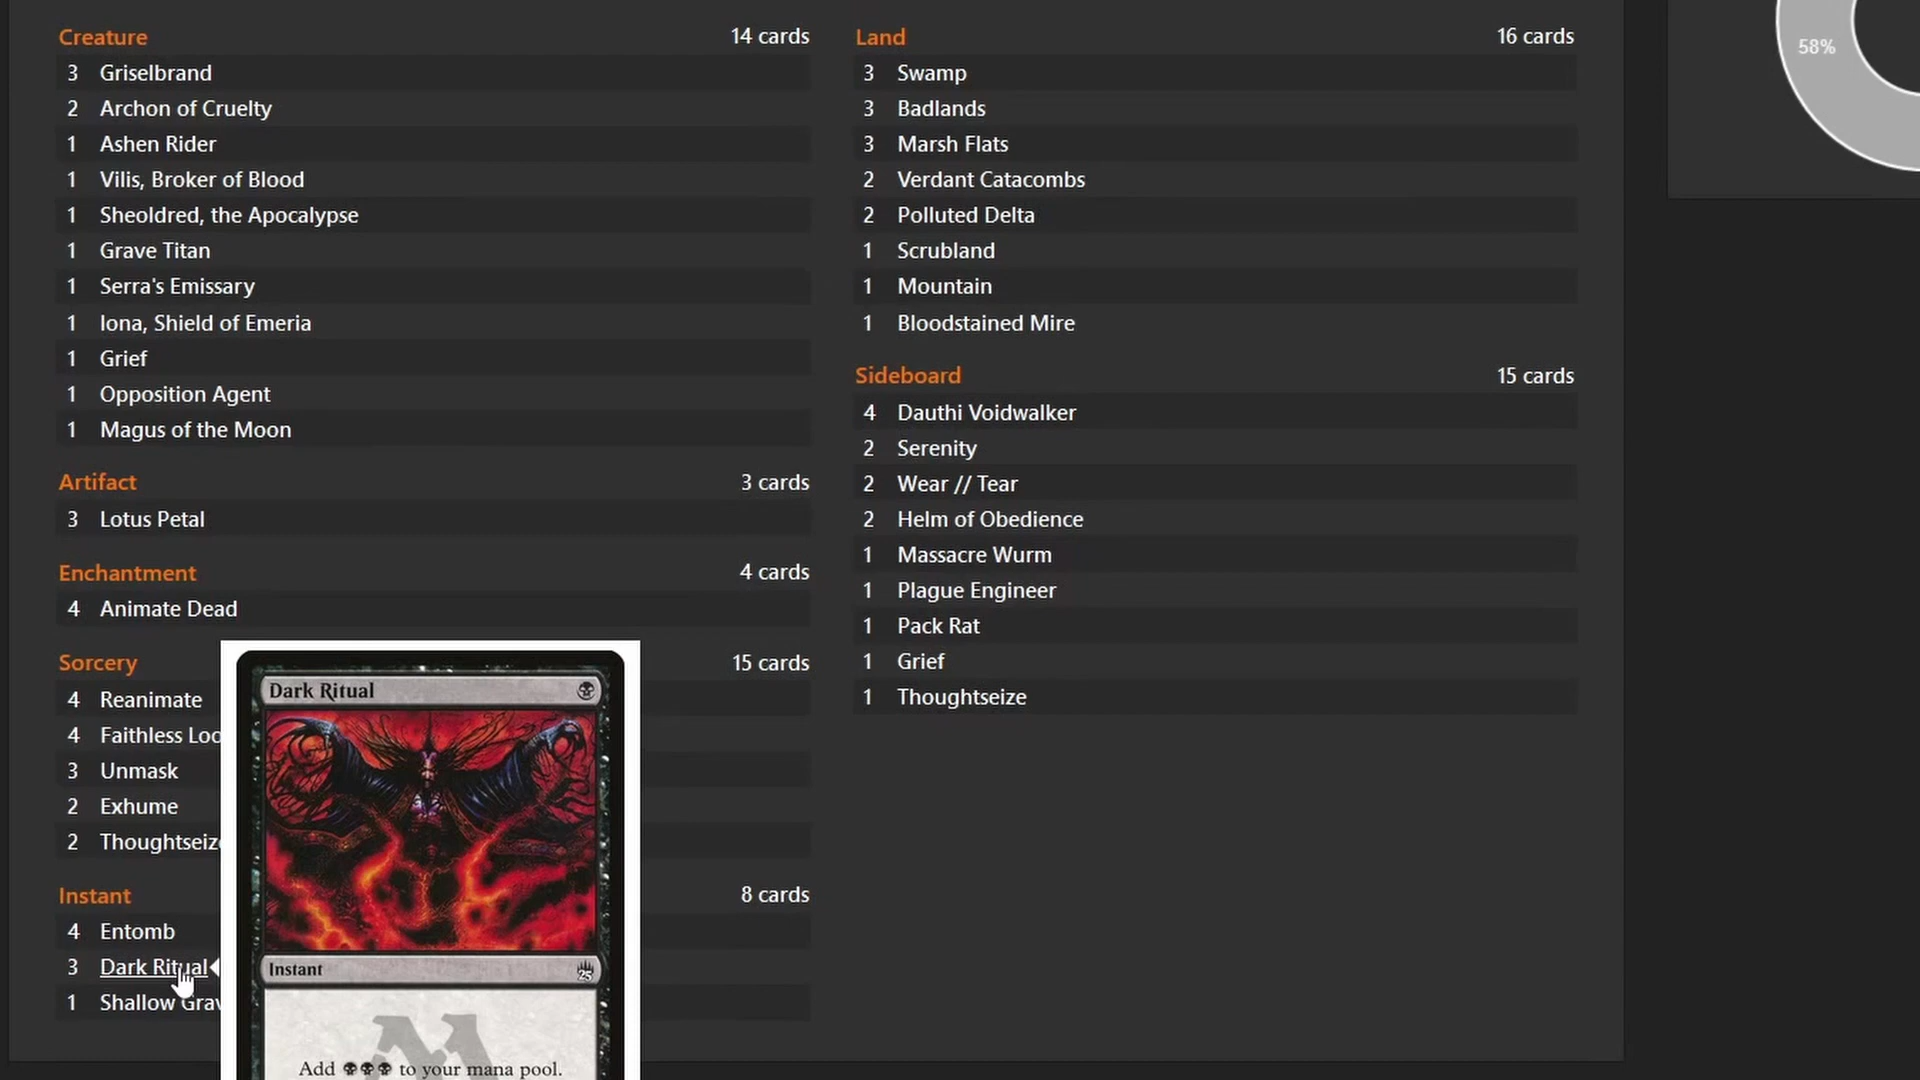 Creature 14 cards
3 Griselbrand
2 Archon of Cruelty
1 Ashen Rider
1 Vilis, Broker of Blood
1 Sheoldred, the Apocalypse
1 Grave Titan
1 Serra's Emissary
1 Iona, Shield of Emeria
1 Grief
1 Opposition Agent
1 Magus of the Moon
Artifact 3 cards
3 Lotus Petal
Enchantment 4 cards
4 Animate Dead
Sorcery 15 cards
4 Reanimate
4 Faithless Loo
3 Unmask
2 Exhume
2 Thoughtseize
Instant 8 cards
4 Entomb
3 Dark Ritual
1 Shallow Grav
Dark Ritual
Instant
25
Add to your mana pool.
Land 16 cards
3 Swamp
3 Badlands
3 Marsh Flats
2 Verdant Catacombs
2 Polluted Delta
1 Scrubland
1 Mountain
1 Bloodstained Mire
Sideboard 15 cards
4 Dauthi Voidwalker
2 Serenity
2 Wear // Tear
2 Helm of Obedience
1 Massacre Wurm
1 Plague Engineer
1 Pack Rat
1 Grief
1 Thoughtseize
58%